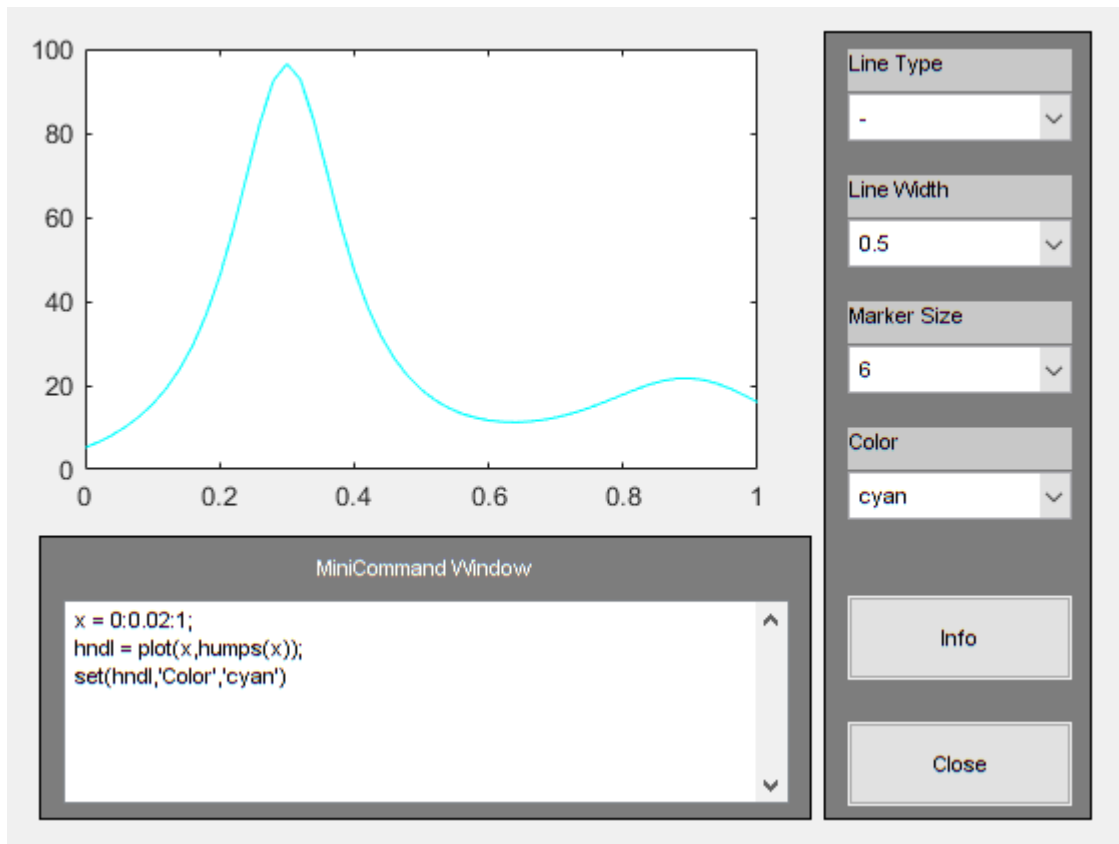 100
80
60
40
20
0
0 0.2 0.4 0.6 0.8 1
MiniCommand Window
x = 0:0.02:1;
hndl = plot(x,humps(x));
set(hndl,'Color','cyan')
Line Type
-
Line Width
0.5
Marker Size
6
Color
cyan
Info
Close